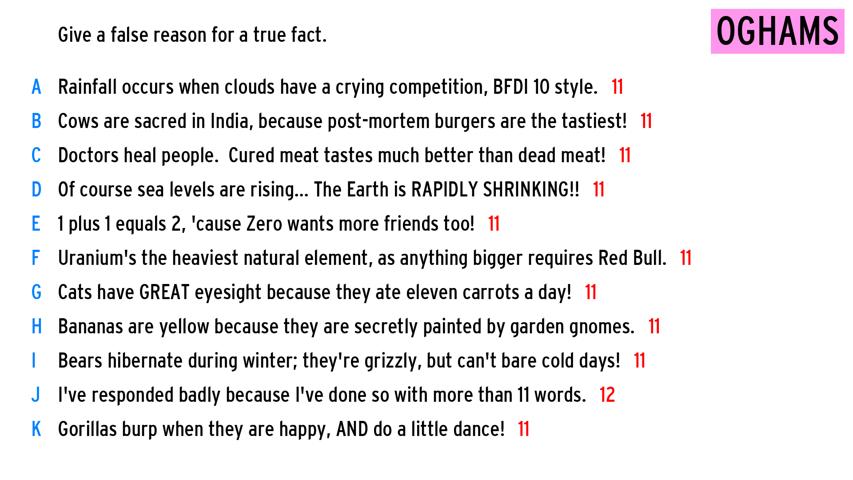 Give a false reason for a true fact.
OGHAMS
A Rainfall occurs when clouds have a crying competition, BFDI 10 style. 11
B Cows are sacred in India, because post-mortem burgers are the tastiest! 11
C Doctors heal people.  Cured meat tastes much better than dead meat! 11
D Of course sea levels are rising... The Earth is RAPIDLY SHRINKING!! 11
E 1 plus 1 equals 2, 'cause Zero wants more friends too! 11
F Uranium's the heaviest natural element, as anything bigger requires Red Bull. 11
G Cats have GREAT eyesight because they ate eleven carrots a day! 11
H Bananas are yellow because they are secretly painted by garden gnomes. 11
I Bears hibernate during winter; they're grizzly, but can't bare cold days! 11
J I've responded badly because I've done so with more than 11 words. 12
K Gorillas burp when they are happy, AND do a little dance! 11